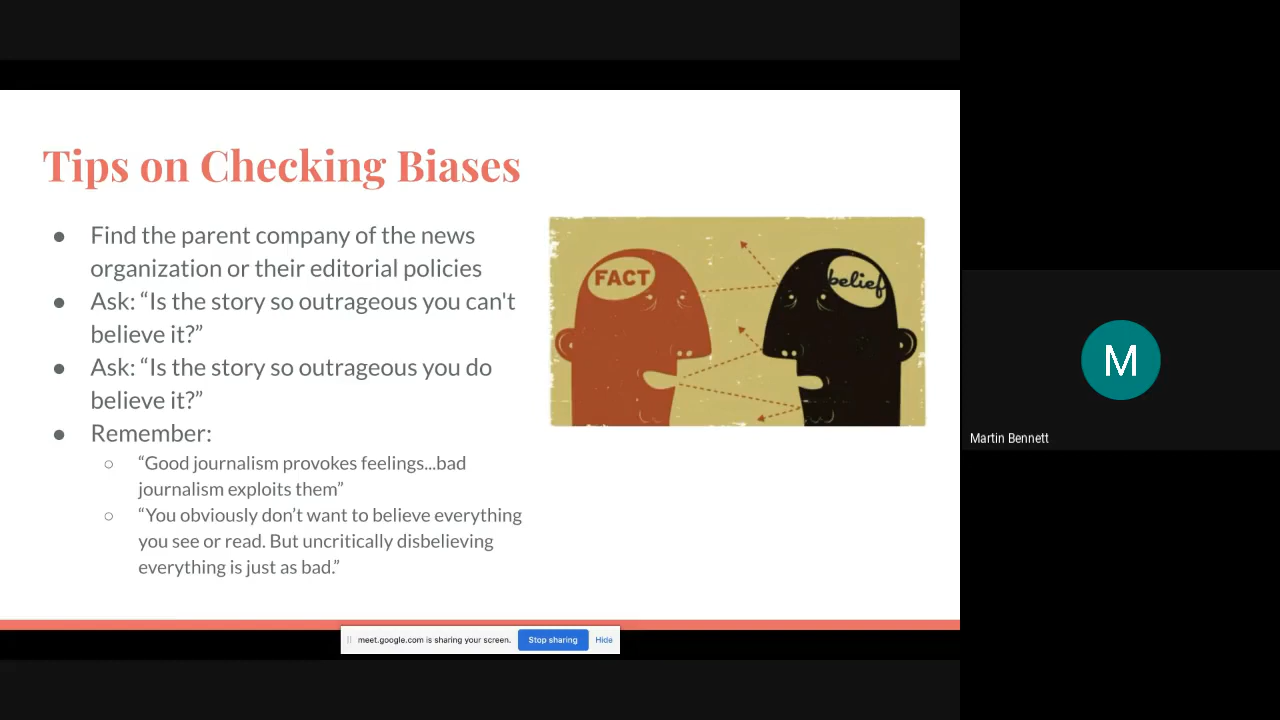 Tips on Checking Biases
● Find the parent company of the news
organization or their editorial policies
● Ask: “Is the story so outrageous you can't
believe it?”
● Ask: “Is the story so outrageous you do
believe it?”
● Remember:
○ “Good journalism provokes feelings...bad
journalism exploits them”
○ “You obviously don’t want to believe everything
you see or read. But uncritically disbelieving
everything is just as bad.”
FACT
belief
M
Martin Bennett
meet.google.com is sharing your screen.
Stop sharing
Hide